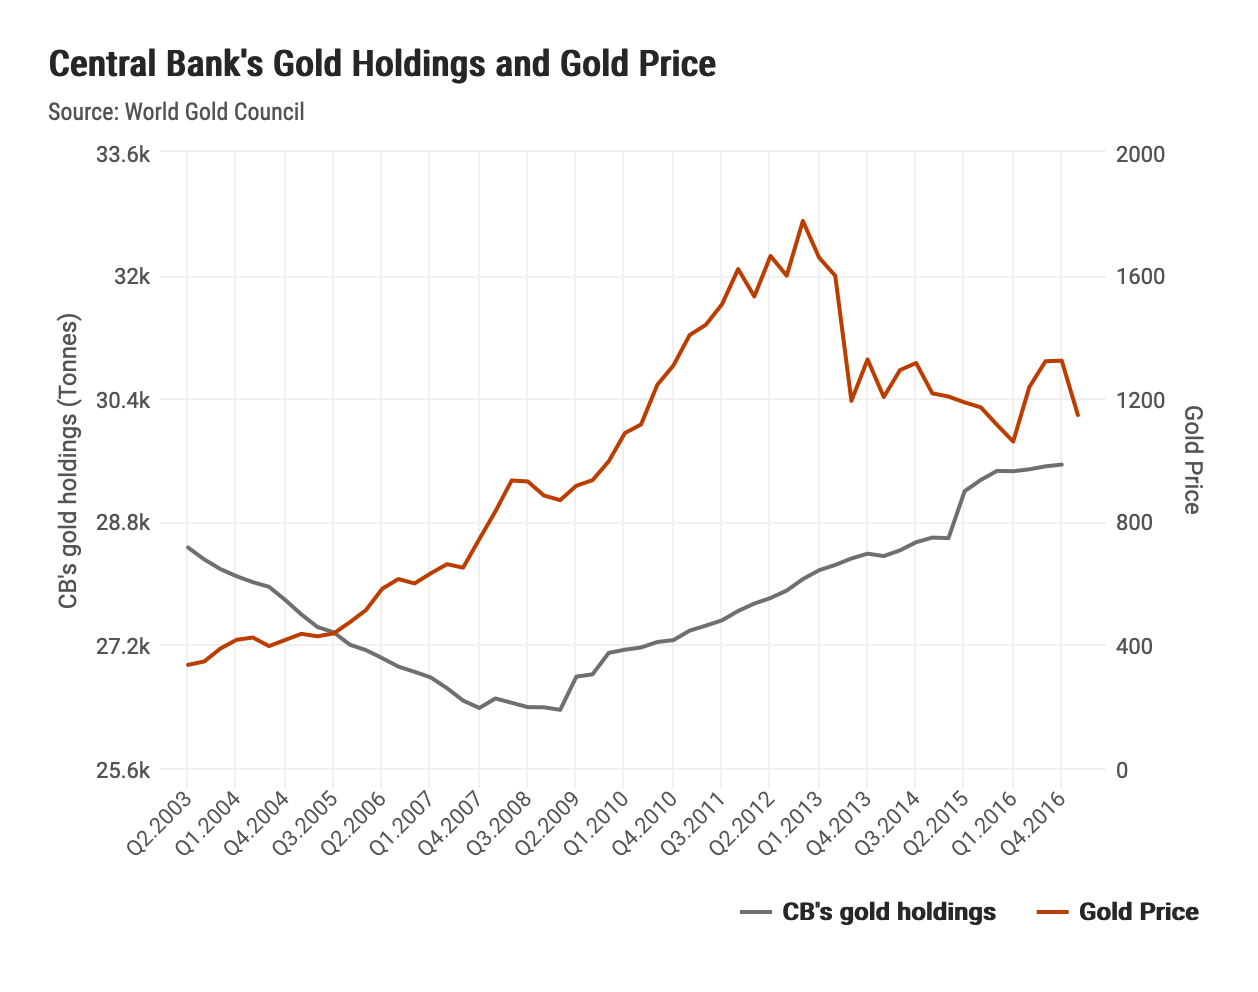 Central Bank's Gold Holdings and Gold Price
Source: World Gold Council
33.6k
32k
30.4k
28.8k
27.2k
25.6k
CB's gold holdings (Tonnes)
2000
1600
1200
800
400
0
Gold Price
Q2.2003
Q1.2004
Q4.2004
Q3.2005
Q2.2006
Q1.2007
Q4.2007
Q3.2008
Q2.2009
Q1.2010
Q4.2010
Q3.2011
Q2.2012
Q1.2013
Q4.2013
Q3.2014
Q2.2015
Q1.2016
Q4.2016
CB's gold holdings
Gold Price